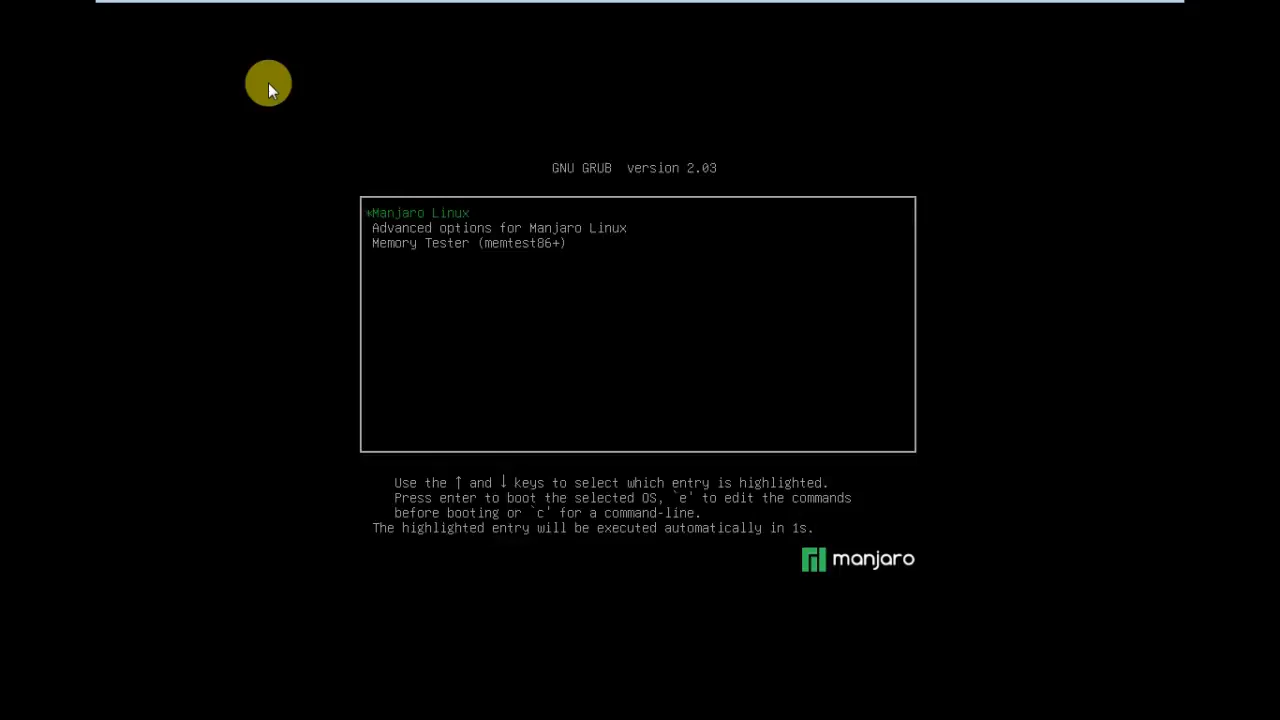 GNU GRUB version 2.03
*Manjaro Linux
Advanced options for Manjaro Linux
Memory Tester (memtest86+)
Use the ↑ and ↓ keys to select which entry is highlighted.
Press enter to boot the selected OS, `e' to edit the commands
before booting or `c' for a command-line.
The highlighted entry will be executed automatically in 1s.
manjaro